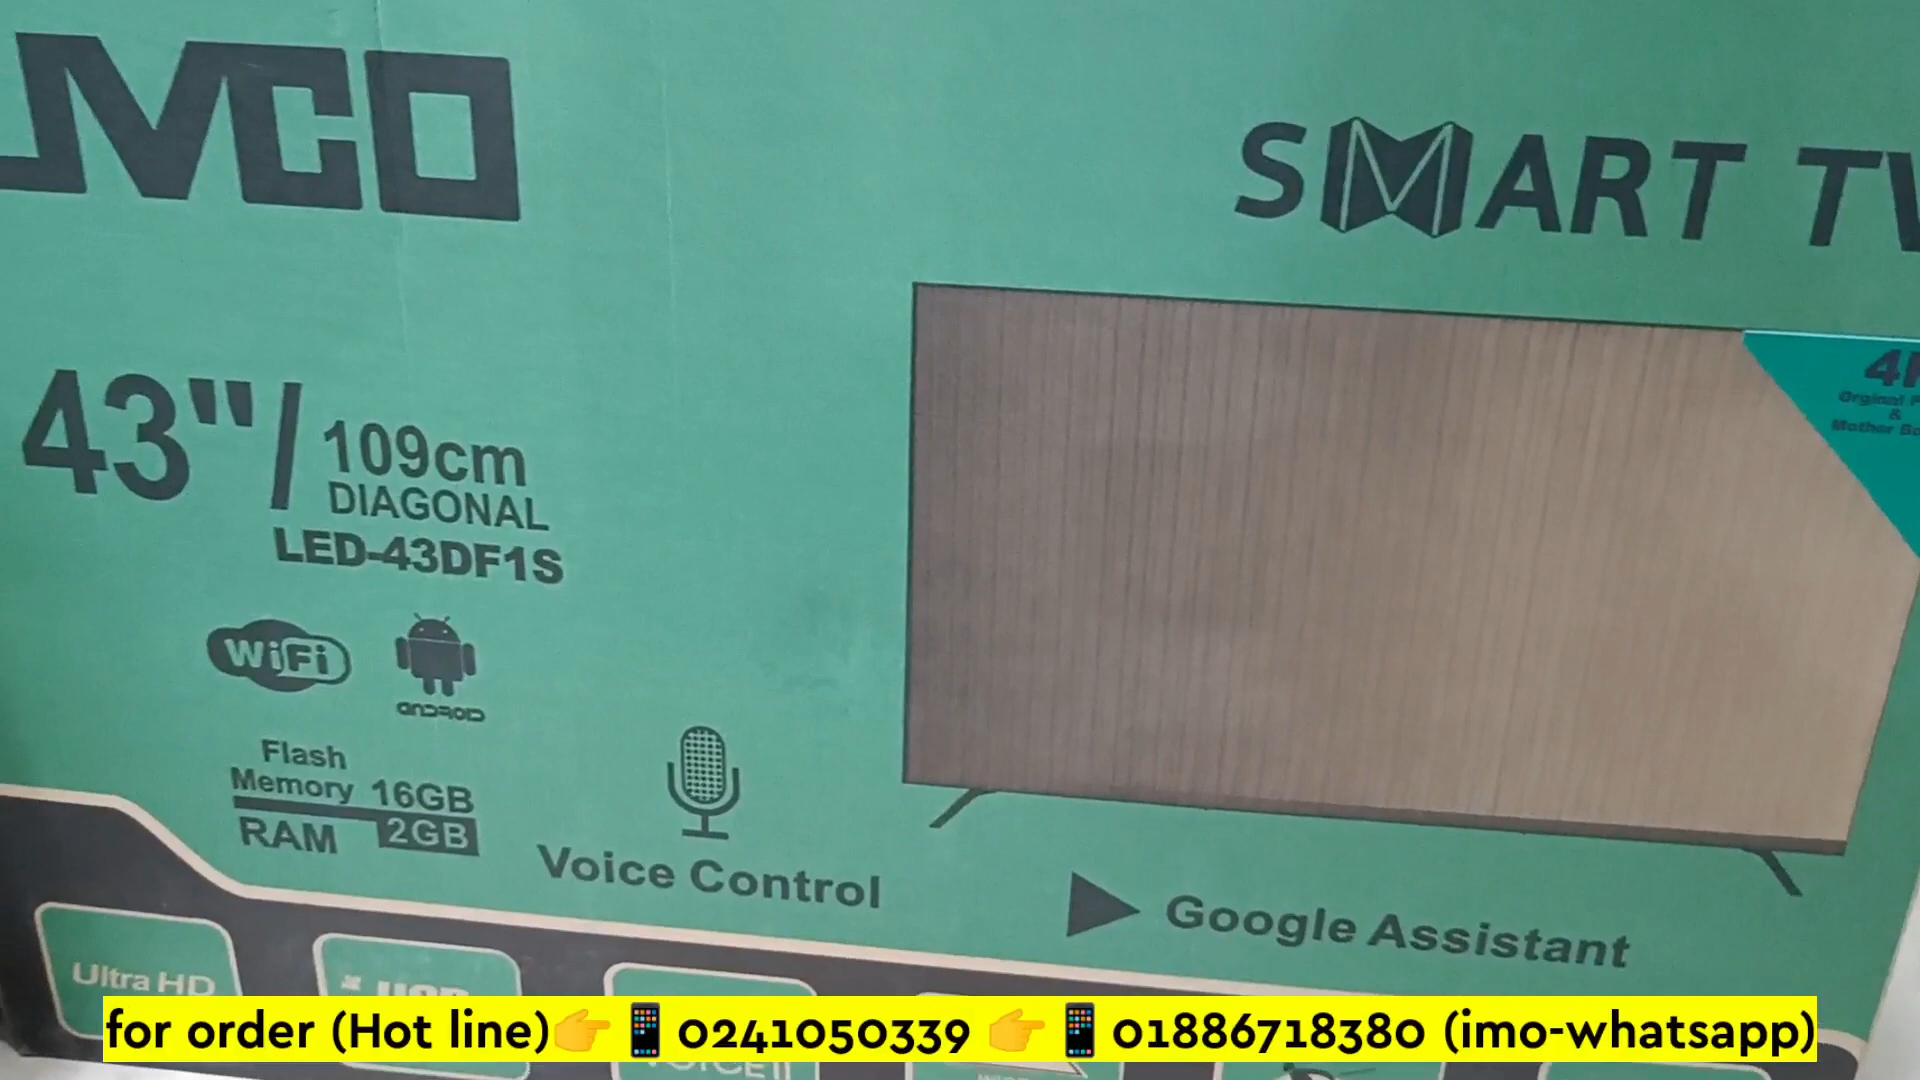 JVCO
SMART TV
43"/
109cm
DIAGONAL
LED-43DF1S
WiFi
ANDROID
Flash
Memory 16GB
RAM 2GB
Voice Control
Google Assistant
Ultra HD
for order (Hot line)👉📱0241050339 👉📱01886718380 (imo-whatsapp)